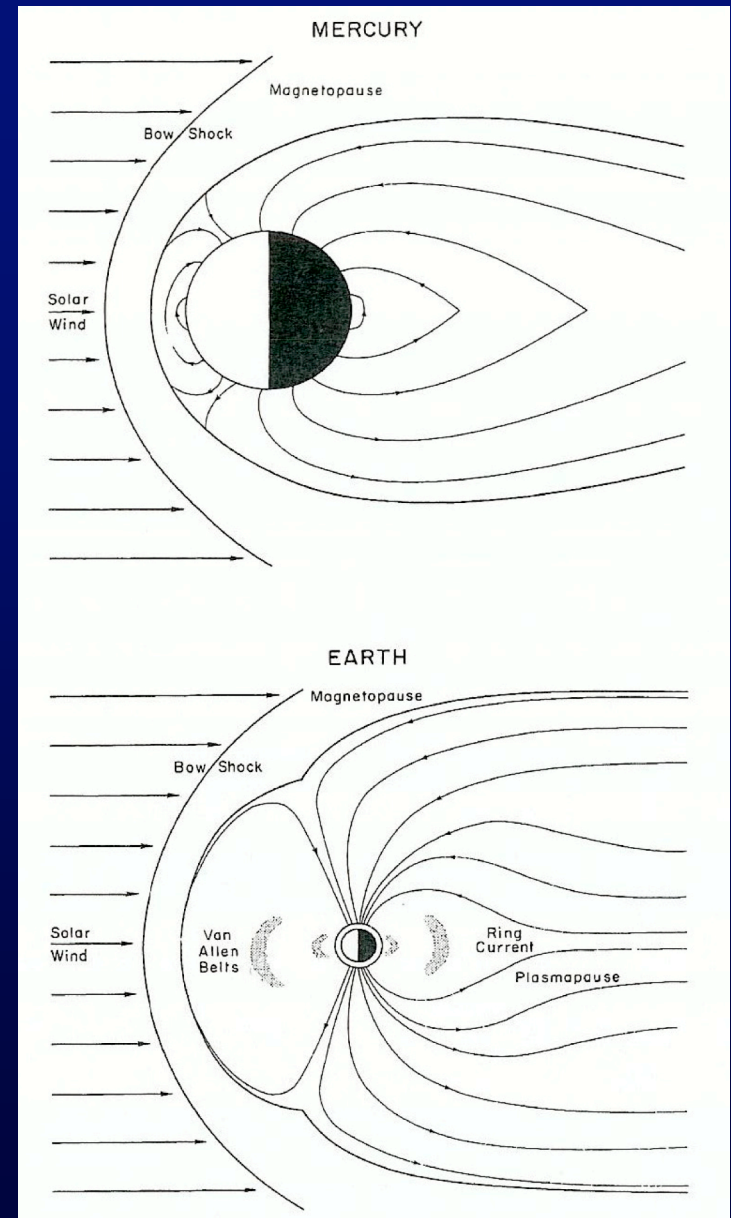 MERCURY
Magnetopause
Bow Shock
Solar
Wind
EARTH
Magnetopause
Bow Shock
Solar
Wind
Van
Allen
Belts
Ring
Current
Plasmapause